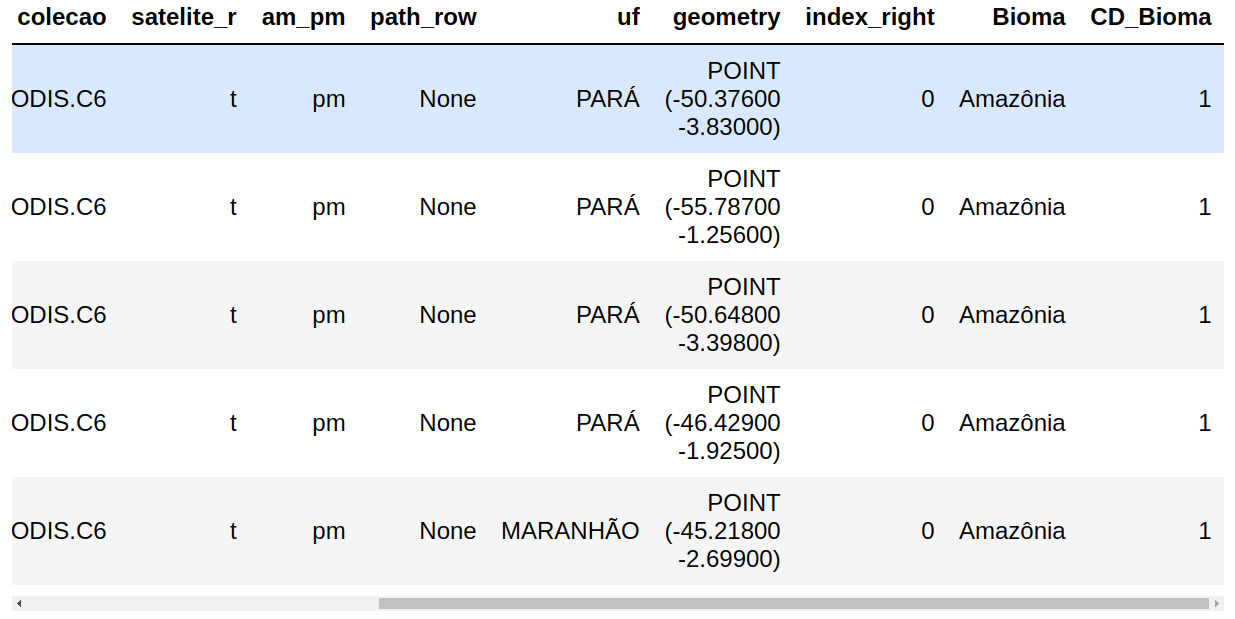 colecao satelite_r am_pm path_row uf geometry index_right Bioma CD_Bioma
ODIS.C6 t pm None PARÁ POINT (-50.37600 -3.83000) 0 Amazônia 1
ODIS.C6 t pm None PARÁ POINT (-55.78700 -1.25600) 0 Amazônia 1
ODIS.C6 t pm None PARÁ POINT (-50.64800 -3.39800) 0 Amazônia 1
ODIS.C6 t pm None PARÁ POINT (-46.42900 -1.92500) 0 Amazônia 1
ODIS.C6 t pm None MARANHÃO POINT (-45.21800 -2.69900) 0 Amazônia 1